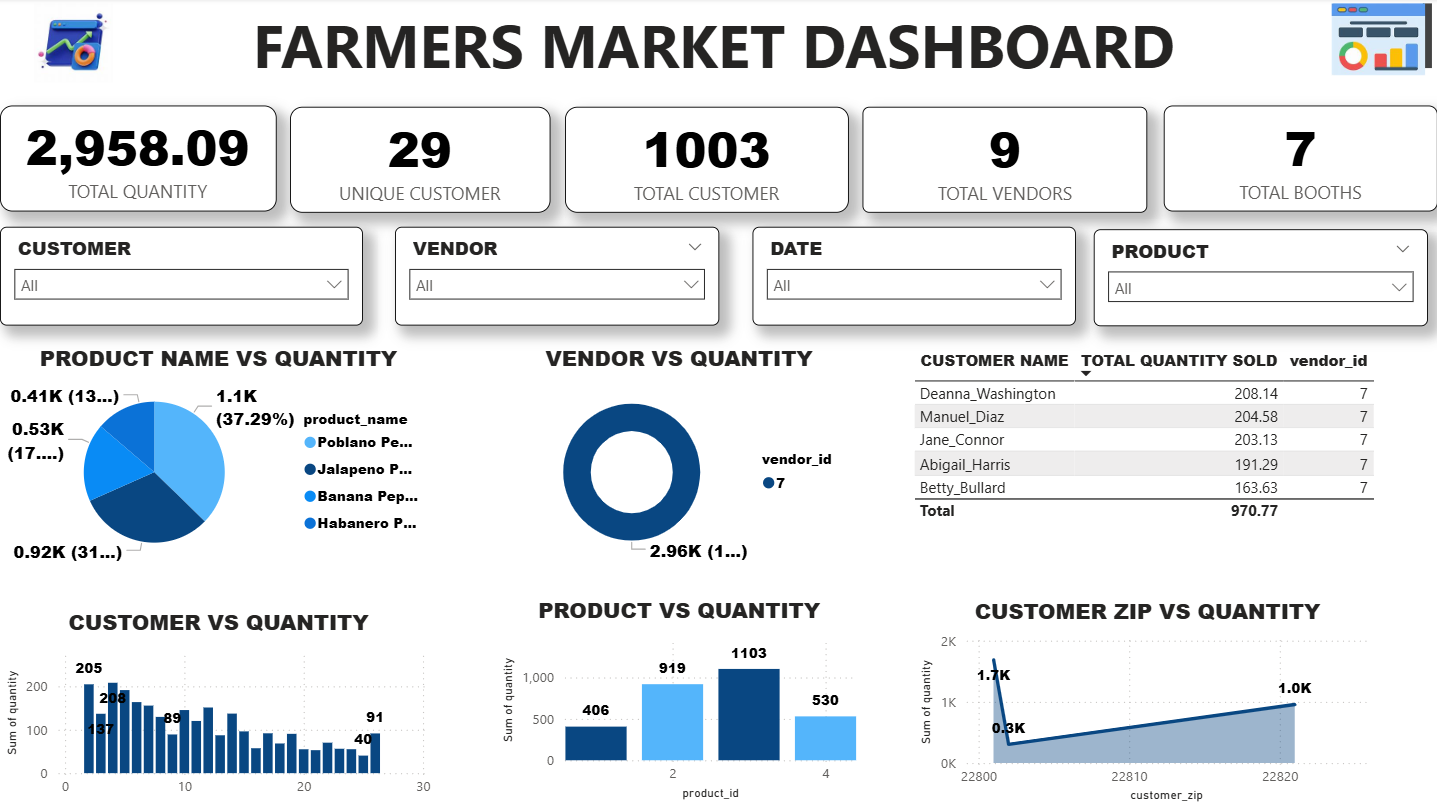 FARMERS MARKET DASHBOARD
2,958.09
TOTAL QUANTITY
29
UNIQUE CUSTOMER
1003
TOTAL CUSTOMER
9
TOTAL VENDORS
7
TOTAL BOOTHS
CUSTOMER
All
VENDOR
All
DATE
All
PRODUCT
All
PRODUCT NAME VS QUANTITY
0.41K (13...)
1.1K
(37.29%)
0.53K
(17....)
0.92K (31...)
product_name
Poblano Pe...
Jalapeno P...
Banana Pep...
Habanero P...
VENDOR VS QUANTITY
2.96K (1...)
vendor_id
7
CUSTOMER NAME TOTAL QUANTITY SOLD vendor_id
Deanna_Washington 208.14 7
Manuel_Diaz 204.58 7
Jane_Connor 203.13 7
Abigail_Harris 191.29 7
Betty_Bullard 163.63 7
Total 970.77
CUSTOMER VS QUANTITY
Sum of quantity
200
100
0
205
208
137
89
40
91
0 10 20 30
PRODUCT VS QUANTITY
Sum of quantity
1,000
500
0
406
919
1103
530
2 4
product_id
CUSTOMER ZIP VS QUANTITY
Sum of quantity
2K
1K
0K
1.7K
0.3K
1.0K
22800 22810 22820
customer_zip